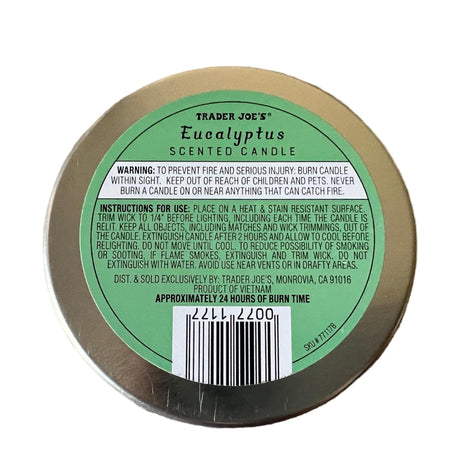 TRADER JOE'S®
Eucalyptus
SCENTED CANDLE
WARNING: TO PREVENT FIRE AND SERIOUS INJURY: BURN CANDLE
WITHIN SIGHT. KEEP OUT OF REACH OF CHILDREN AND PETS. NEVER
BURN A CANDLE ON OR NEAR ANYTHING THAT CAN CATCH FIRE.
INSTRUCTIONS FOR USE: PLACE ON A HEAT & STAIN RESISTANT SURFACE.
TRIM WICK TO 1/4" BEFORE LIGHTING, INCLUDING EACH TIME THE CANDLE IS
RELIT. KEEP ALL OBJECTS, INCLUDING MATCHES AND WICK TRIMMINGS, OUT OF
THE CANDLE. EXTINGUISH CANDLE AFTER 2 HOURS AND ALLOW TO COOL BEFORE
RELIGHTING. DO NOT MOVE UNTIL COOL. TO REDUCE POSSIBILITY OF SMOKING
OR SOOTING, IF FLAME SMOKES, EXTINGUISH AND TRIM WICK. DO NOT
EXTINGUISH WITH WATER. AVOID USE NEAR VENTS OR IN DRAFTY AREAS.
DIST. & SOLD EXCLUSIVELY BY: TRADER JOE'S, MONROVIA, CA 91016
PRODUCT OF VIETNAM
APPROXIMATELY 24 HOURS OF BURN TIME
0077 1177
SKU# 77117B